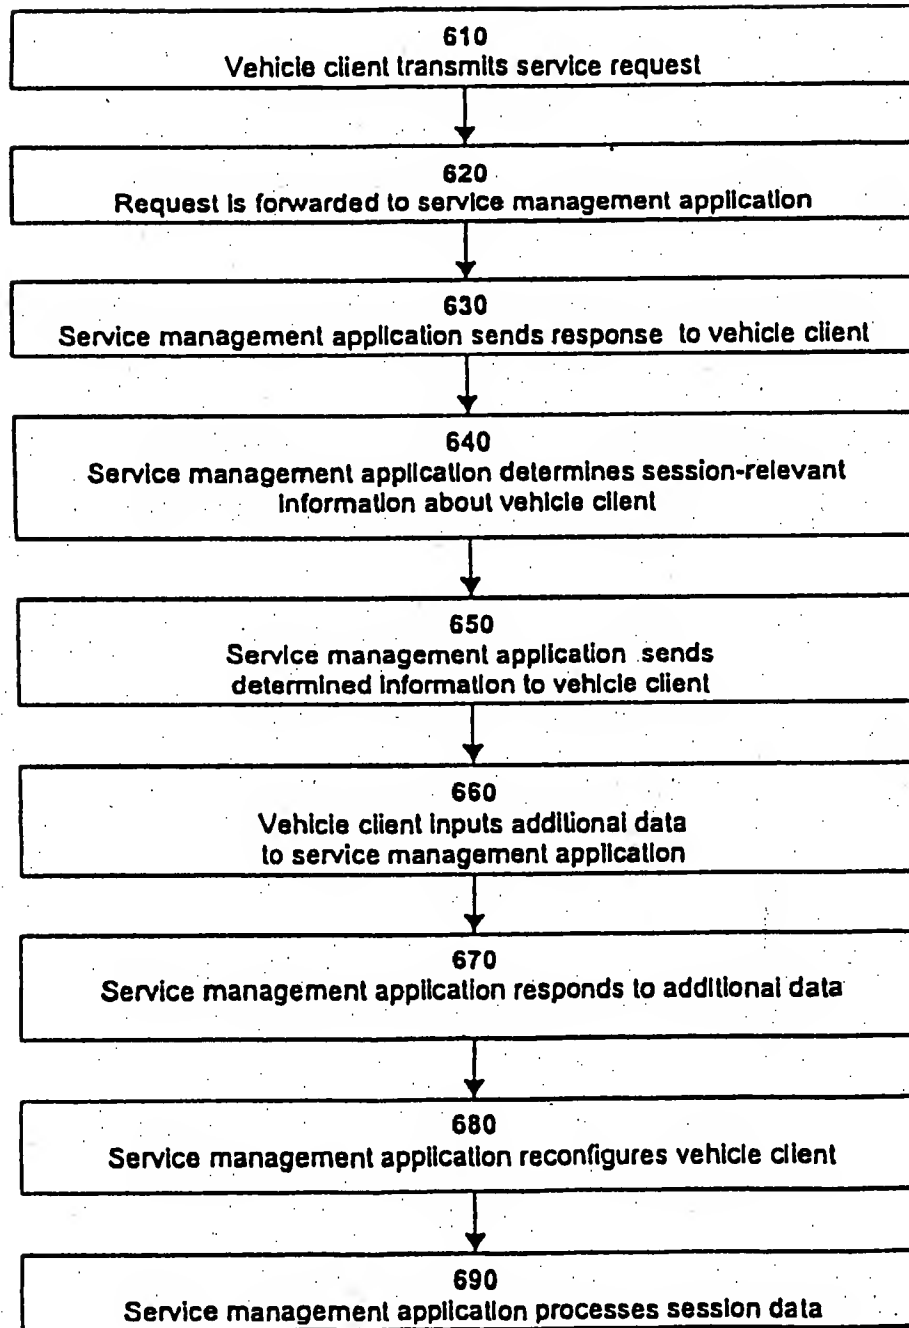 610
Vehicle client transmits service request
620
Request is forwarded to service management application
630
Service management application sends response to vehicle client
640
Service management application determines session-relevant
information about vehicle client
650
Service management application sends
determined information to vehicle client
660
Vehicle client inputs additional data
to service management application
670
Service management application responds to additional data
680
Service management application reconfigures vehicle client
690
Service management application processes session data